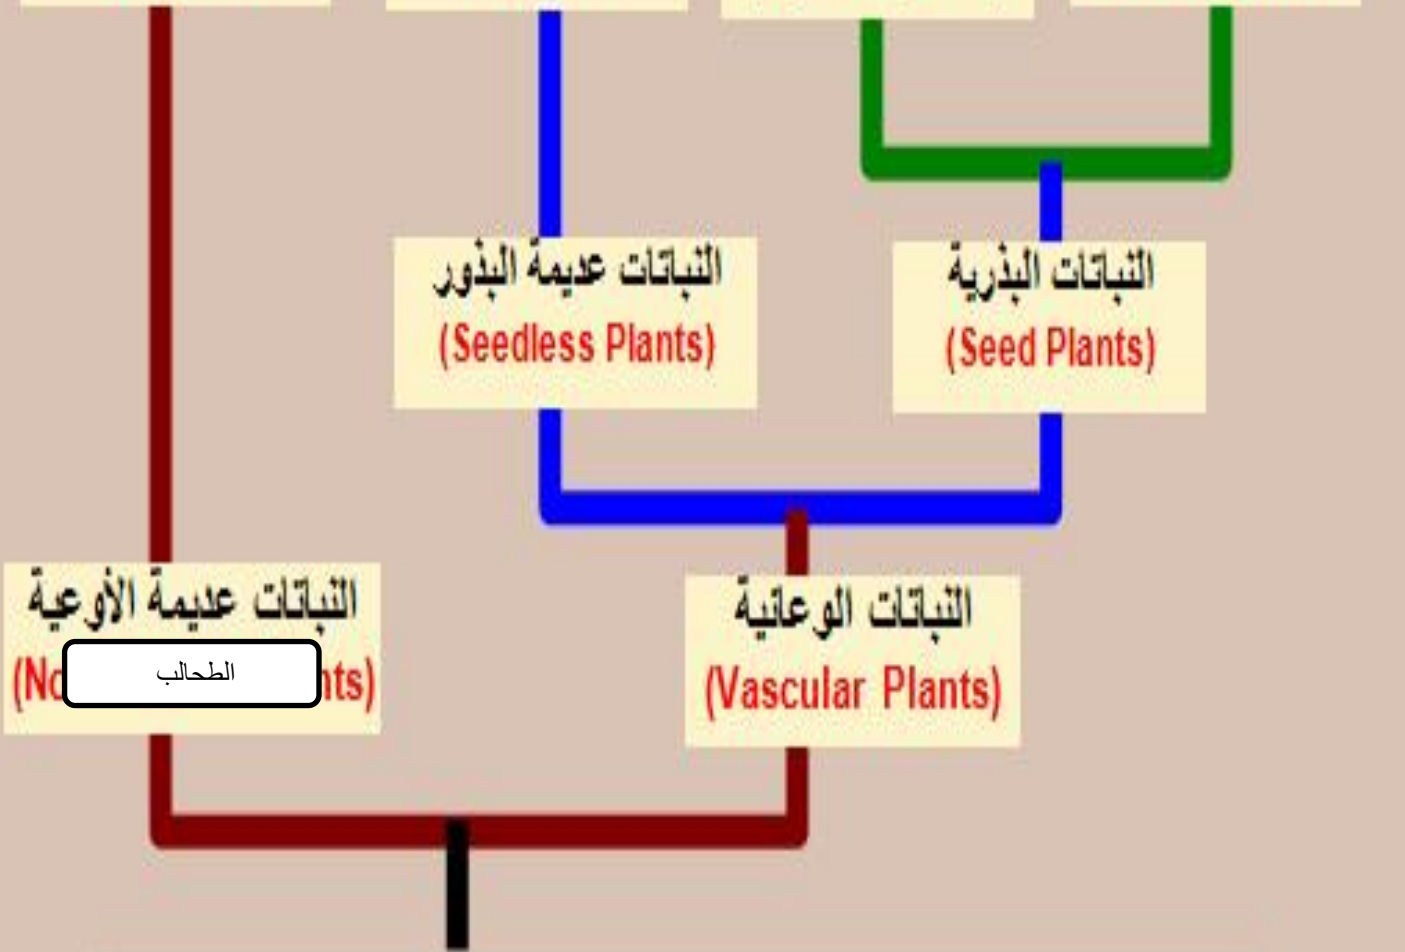 النباتات عديمة البذور
(Seedless Plants)
النباتات البذرية
(Seed Plants)
النباتات عديمة الأوعية
الطحالب
النباتات الوعائية
(Vascular Plants)